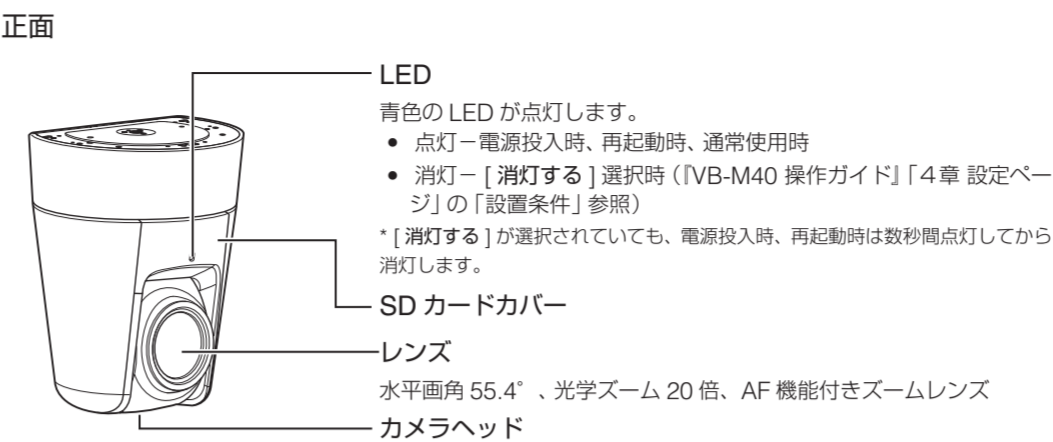 正面
LED
青色の LED が点灯します。
● 点灯－電源投入時、再起動時、通常使用時
● 消灯－ [ 消灯する ] 選択時（『VB-M40 操作ガイド』「４章 設定ペー
ジ」の「設置条件」参照）
* [ 消灯する ] が選択されていても、電源投入時、再起動時は数秒間点灯してから
消灯します。
SD カードカバー
レンズ
水平画角 55.4°、光学ズーム 20 倍、AF 機能付きズームレンズ
カメラヘッド